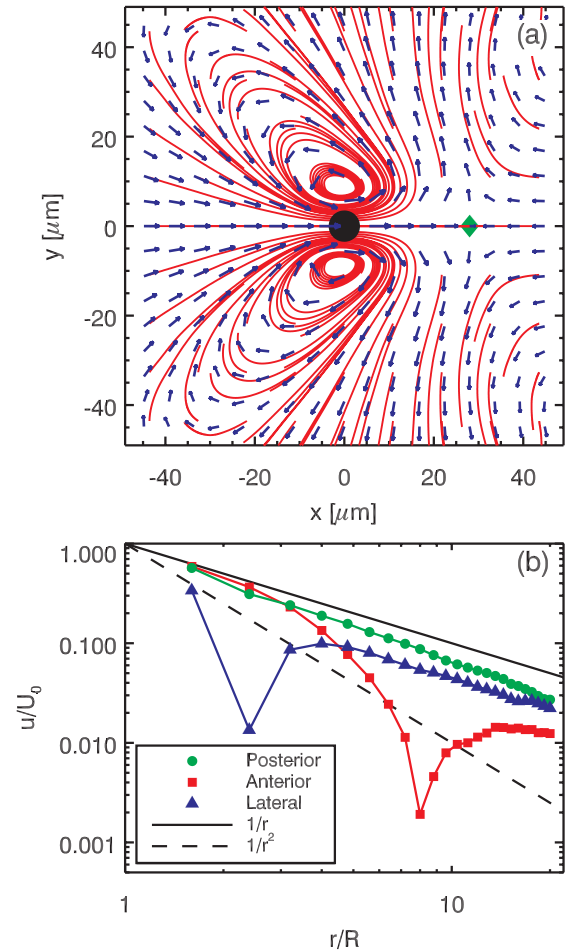 (a)
40
20
0
-20
-40
y [μm]
-40 -20 0 20 40
x [μm]
(b)
1.000
0.100
0.010
0.001
u/U₀
Posterior
Anterior
Lateral
1/r
1/r²
1 10
r/R